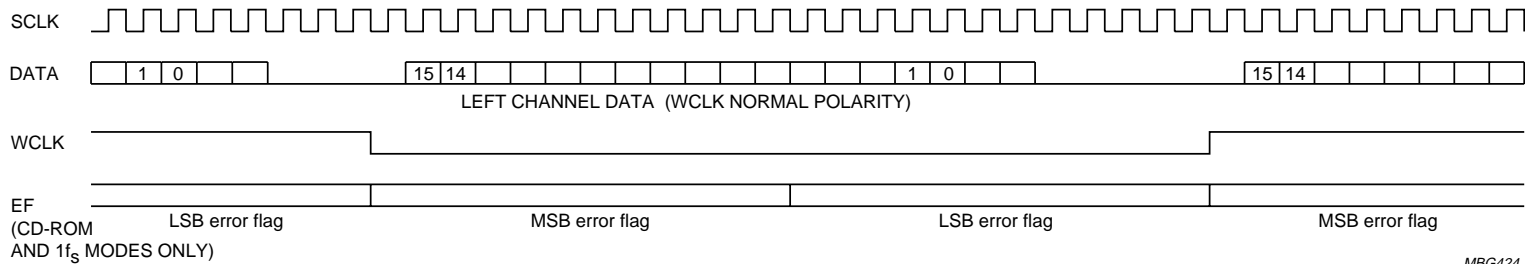 SCLK
DATA 1 0 15 14 1 0 15 14
LEFT CHANNEL DATA (WCLK NORMAL POLARITY)
WCLK
EF
(CD-ROM
AND 1fs MODES ONLY)
LSB error flag MSB error flag LSB error flag MSB error flag
MBG424